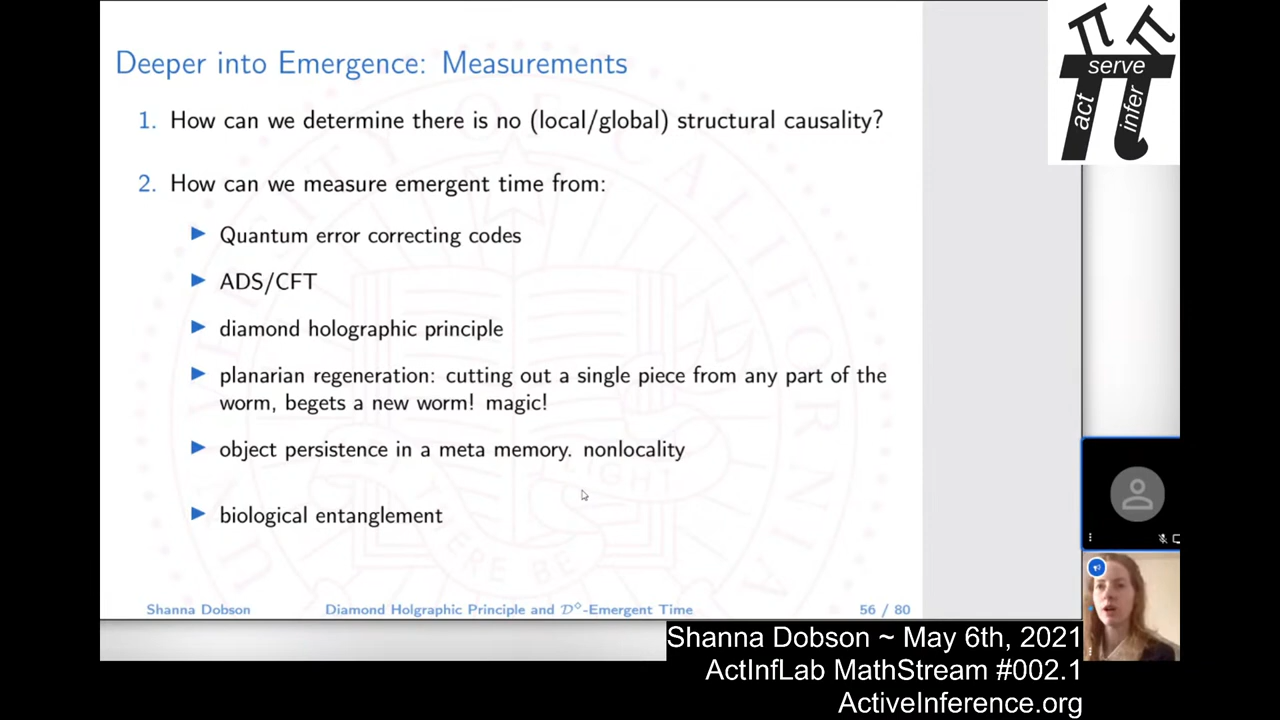 Deeper into Emergence: Measurements
1. How can we determine there is no (local/global) structural causality?
2. How can we measure emergent time from:
▶ Quantum error correcting codes
▶ ADS/CFT
▶ diamond holographic principle
▶ planarian regeneration: cutting out a single piece from any part of the
worm, begets a new worm! magic!
▶ object persistence in a meta memory. nonlocality
▶ biological entanglement
Shanna Dobson Diamond Holgraphic Principle and 𝒟◇-Emergent Time 56 / 80
serve
act
infer
Shanna Dobson ~ May 6th, 2021
ActInfLab MathStream #002.1
ActiveInference.org